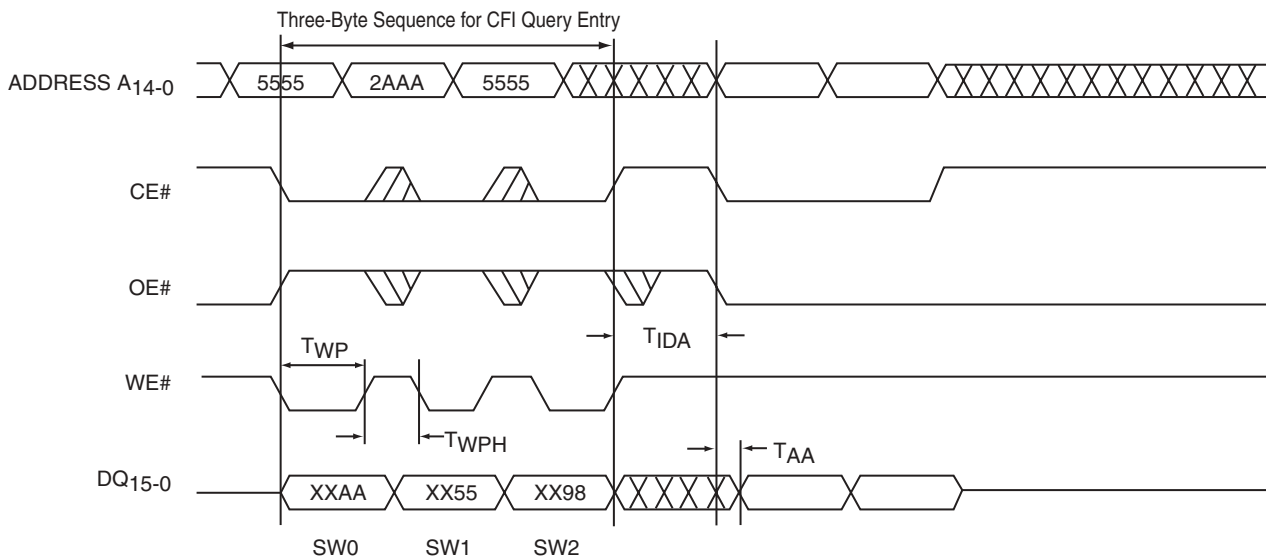 Three-Byte Sequence for CFI Query Entry
ADDRESS A14-0
5555 2AAA 5555
CE#
OE#
TIDA
TWP
WE#
TWPH
TAA
DQ15-0
XXAA XX55 XX98
SW0 SW1 SW2